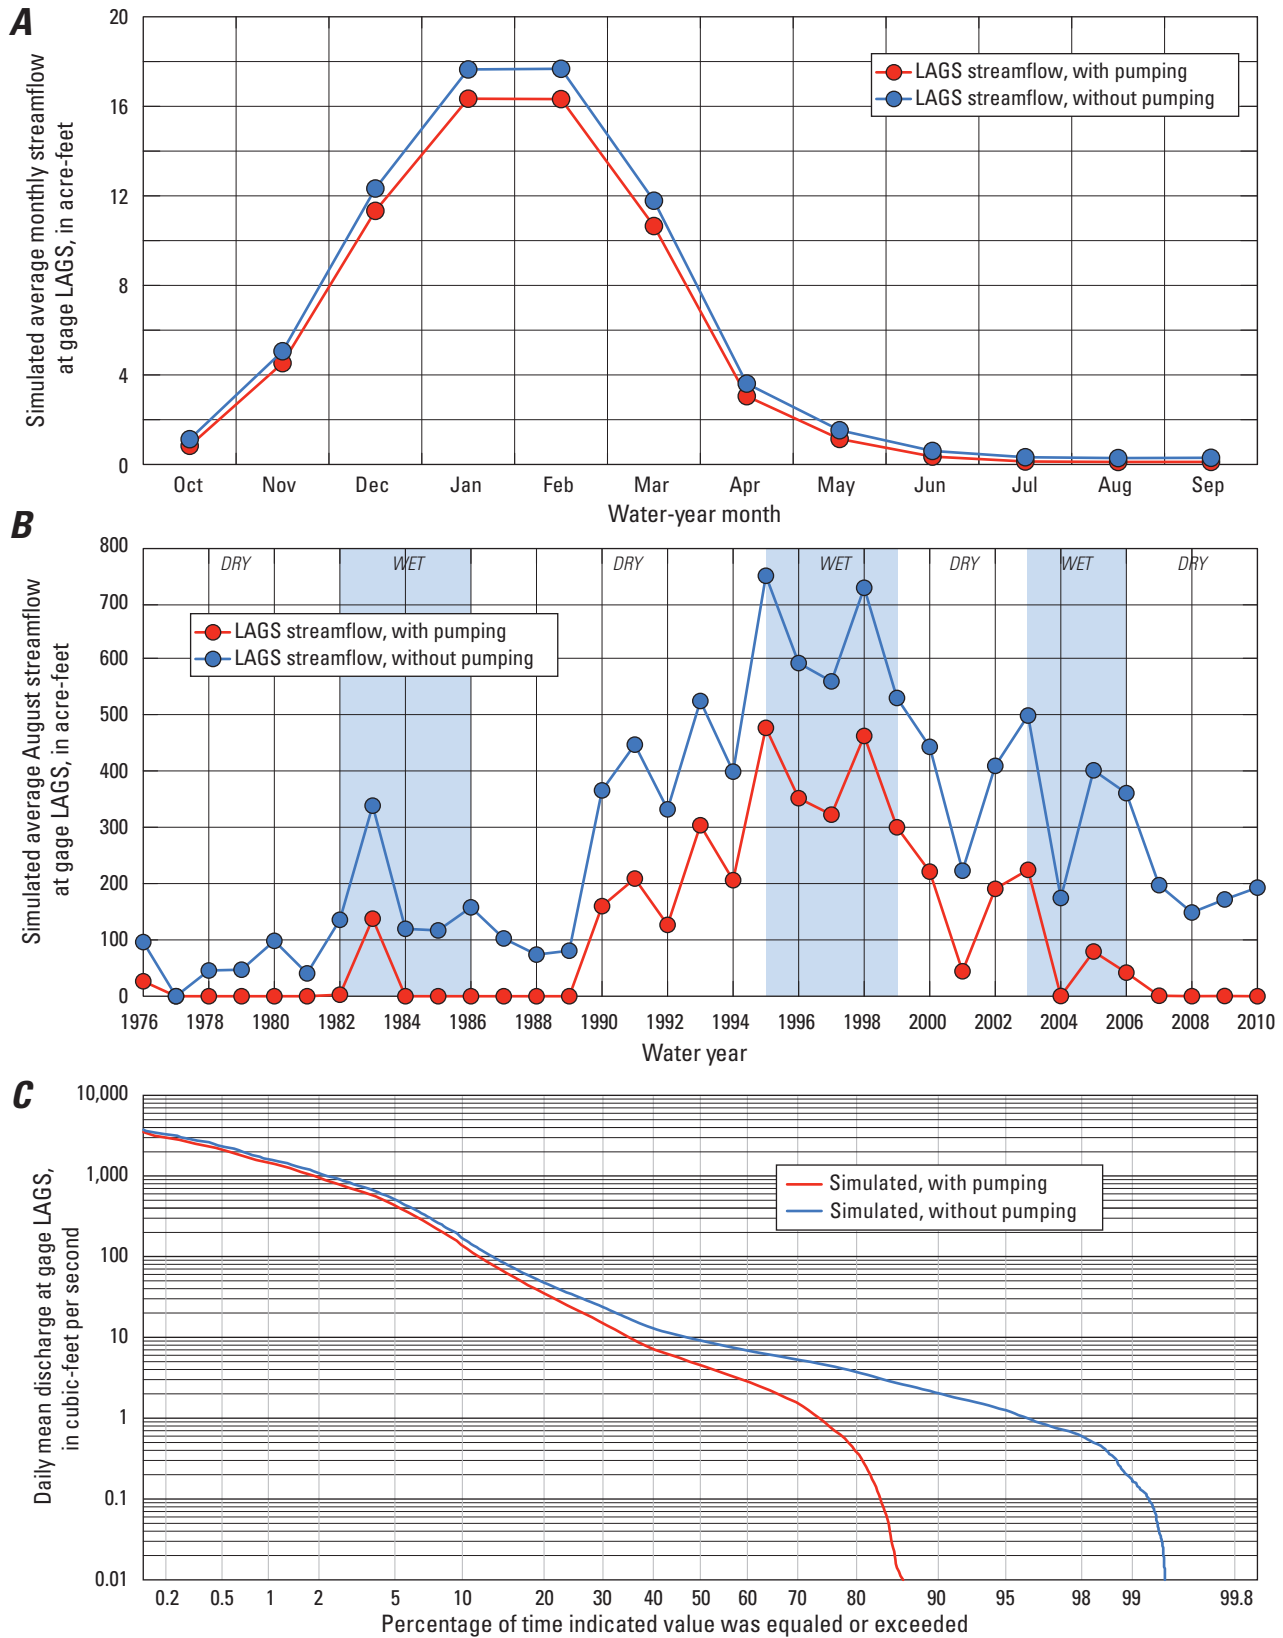 A
Simulated average monthly streamflow
at gage LAGS, in acre-feet
20
16
12
8
4
0
LAGS streamflow, with pumping
LAGS streamflow, without pumping
Oct Nov Dec Jan Feb Mar Apr May Jun Jul Aug Sep
Water-year month
B
Simulated average August streamflow
at gage LAGS, in acre-feet
800
700
600
500
400
300
200
100
0
DRY WET DRY WET DRY WET DRY
LAGS streamflow, with pumping
LAGS streamflow, without pumping
1976 1978 1980 1982 1984 1986 1988 1990 1992 1994 1996 1998 2000 2002 2004 2006 2008 2010
Water year
C
Daily mean discharge at gage LAGS,
in cubic-feet per second
10,000
1,000
100
10
1
0.1
0.01
Simulated, with pumping
Simulated, without pumping
0.2 0.5 1 2 5 10 20 30 40 50 60 70 80 90 95 98 99 99.8
Percentage of time indicated value was equaled or exceeded